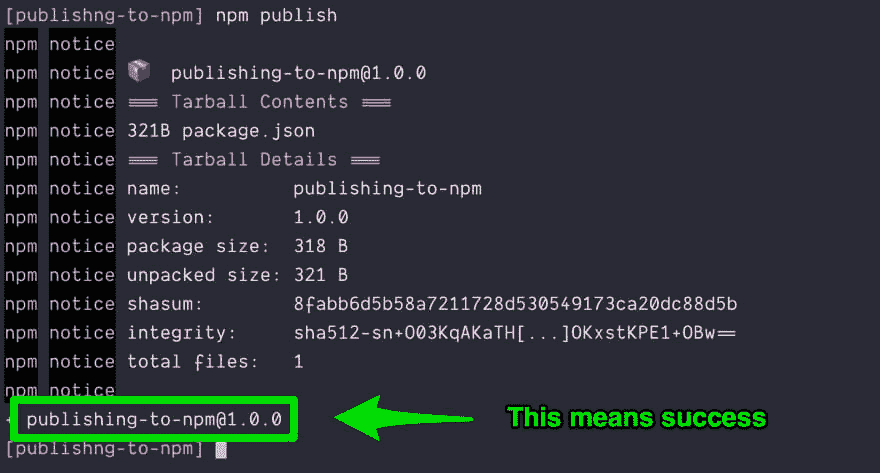 [publishng-to-npm] npm publish
npm notice
npm notice 📦 publishing-to-npm@1.0.0
npm notice === Tarball Contents ===
npm notice 321B package.json
npm notice === Tarball Details ===
npm notice name: publishing-to-npm
npm notice version: 1.0.0
npm notice package size: 318 B
npm notice unpacked size: 321 B
npm notice shasum: 8fabb6d5b58a7211728d530549173ca20dc88d5b
npm notice integrity: sha512-sn+O03KqAKaTH[...]OKxstKPE1+OBw==
npm notice total files: 1
npm notice
+ publishing-to-npm@1.0.0 This means success
[publishng-to-npm]